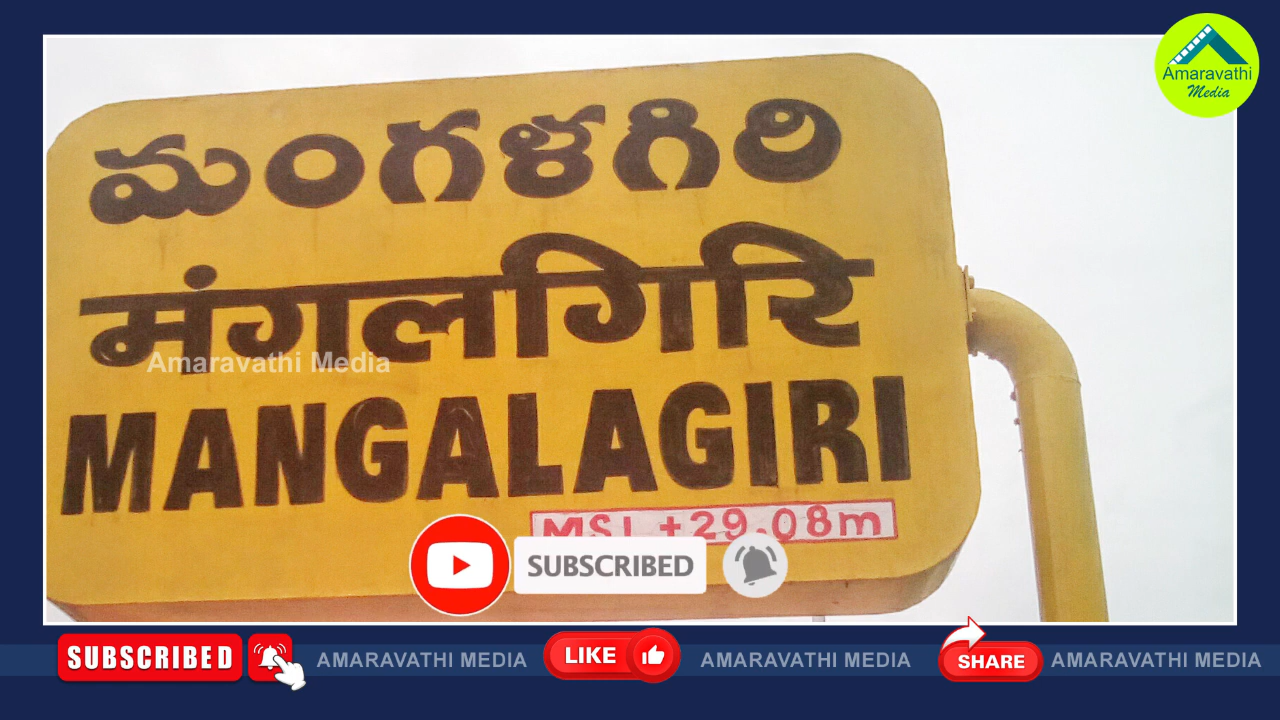 Amaravathi
Media
మంగళగిరి
मंगलगिरि
Amaravathi Media
MANGALAGIRI
MSL +29.08m
SUBSCRIBED
SUBSCRIBED
AMARAVATHI MEDIA
LIKE
AMARAVATHI MEDIA
SHARE
AMARAVATHI MEDIA